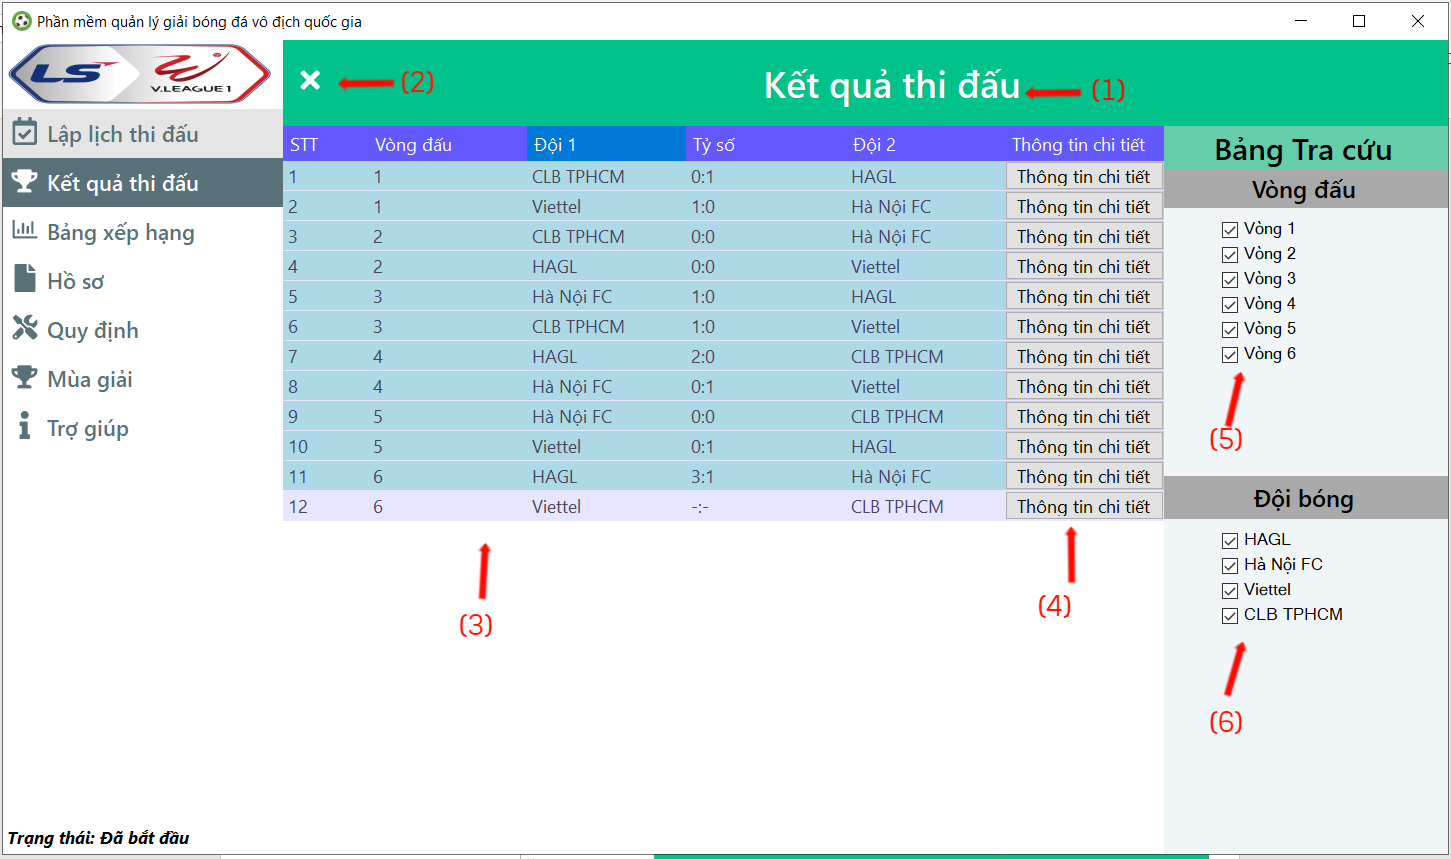 Phần mềm quản lý giải bóng đá vô địch quốc gia
LS V.LEAGUE 1
(2)
Kết quả thi đấu
(1)
Lập lịch thi đấu
Kết quả thi đấu
Bảng xếp hạng
Hồ sơ
Quy định
Mùa giải
Trợ giúp
STT Vòng đấu Đội 1 Tỷ số Đội 2 Thông tin chi tiết
1 1 CLB TPHCM 0:1 HAGL Thông tin chi tiết
2 1 Viettel 1:0 Hà Nội FC Thông tin chi tiết
3 2 CLB TPHCM 0:0 Hà Nội FC Thông tin chi tiết
4 2 HAGL 0:0 Viettel Thông tin chi tiết
5 3 Hà Nội FC 1:0 HAGL Thông tin chi tiết
6 3 CLB TPHCM 1:0 Viettel Thông tin chi tiết
7 4 HAGL 2:0 CLB TPHCM Thông tin chi tiết
8 4 Hà Nội FC 0:1 Viettel Thông tin chi tiết
9 5 Hà Nội FC 0:0 CLB TPHCM Thông tin chi tiết
10 5 Viettel 0:1 HAGL Thông tin chi tiết
11 6 HAGL 3:1 Hà Nội FC Thông tin chi tiết
12 6 Viettel -:- CLB TPHCM Thông tin chi tiết
(3)
(4)
Bảng Tra cứu
Vòng đấu
Vòng 1
Vòng 2
Vòng 3
Vòng 4
Vòng 5
Vòng 6
(5)
Đội bóng
HAGL
Hà Nội FC
Viettel
CLB TPHCM
(6)
Trạng thái: Đã bắt đầu